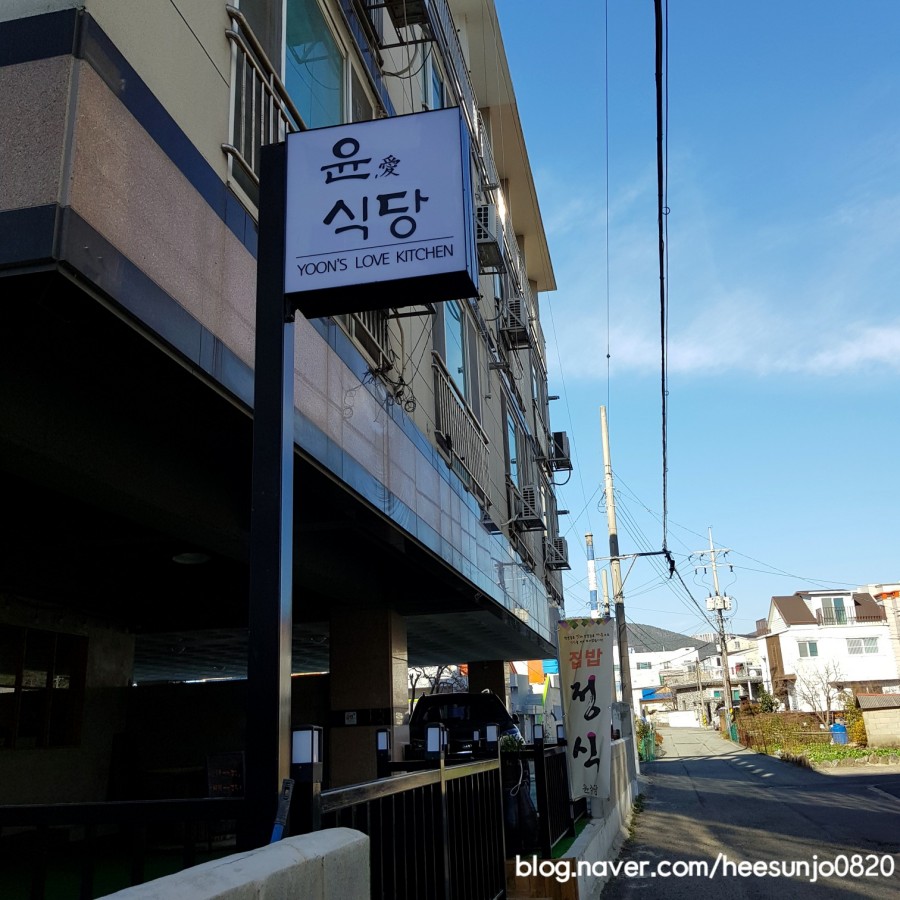 윤,愛
식당
YOON'S LOVE KITCHEN
집밥
정식
blog.naver.com/heesunjo0820